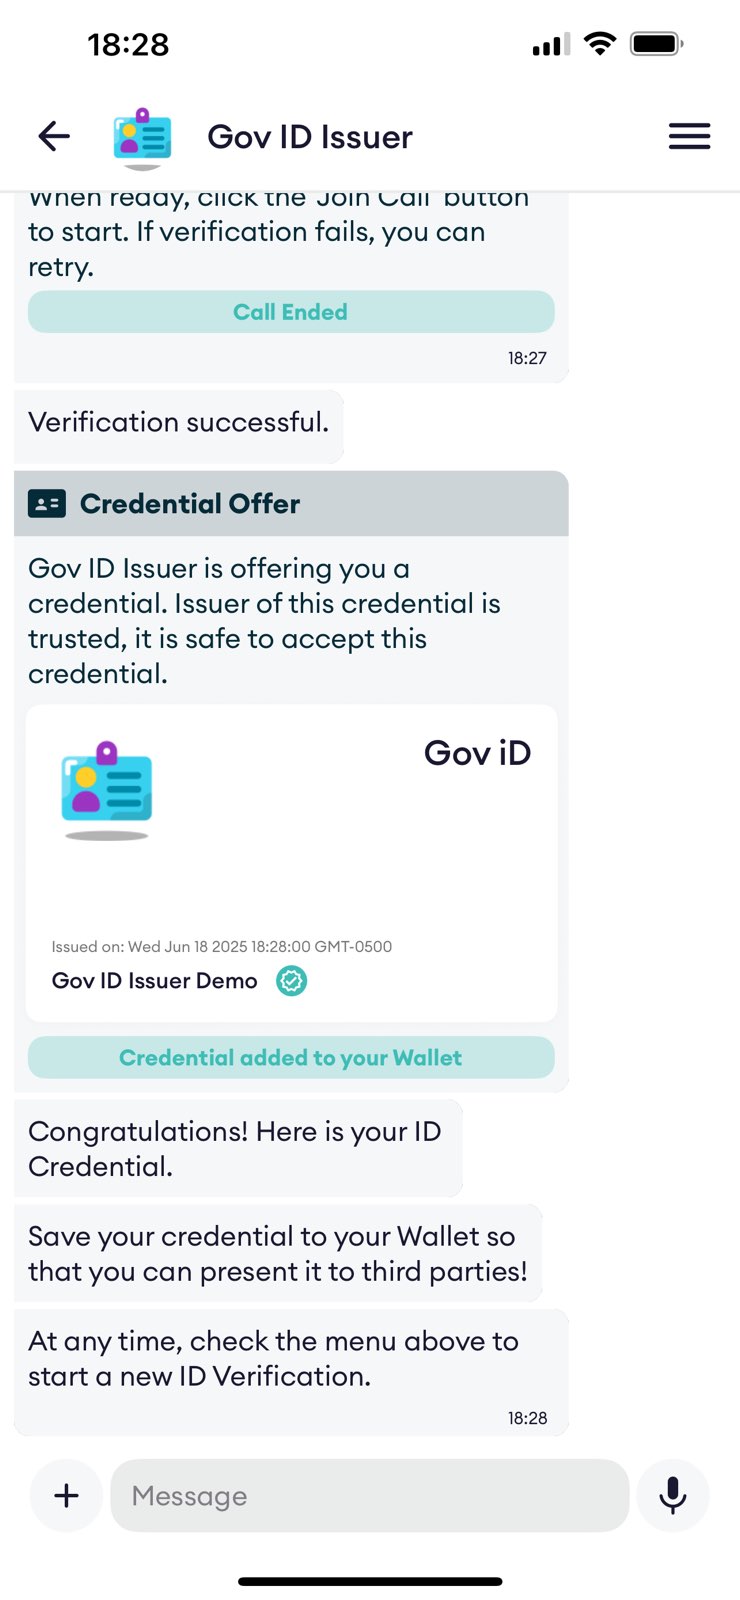 18:28
Gov ID Issuer
When ready, click the 'Join Call' button
to start. If verification fails, you can
retry.
Call Ended
18:27
Verification successful.
Credential Offer
Gov ID Issuer is offering you a
credential. Issuer of this credential is
trusted, it is safe to accept this
credential.
Gov iD
Issued on: Wed Jun 18 2025 18:28:00 GMT-0500
Gov ID Issuer Demo
Credential added to your Wallet
Congratulations! Here is your ID
Credential.
Save your credential to your Wallet so
that you can present it to third parties!
At any time, check the menu above to
start a new ID Verification.
18:28
Message